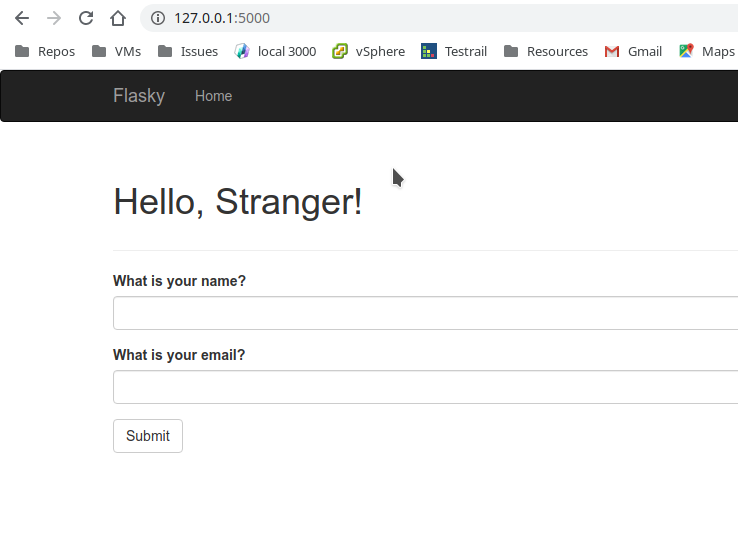 127.0.0.1:5000
Repos VMs Issues local 3000 vSphere Testrail Resources Gmail Maps
Flasky Home
Hello, Stranger!
What is your name?
What is your email?
Submit